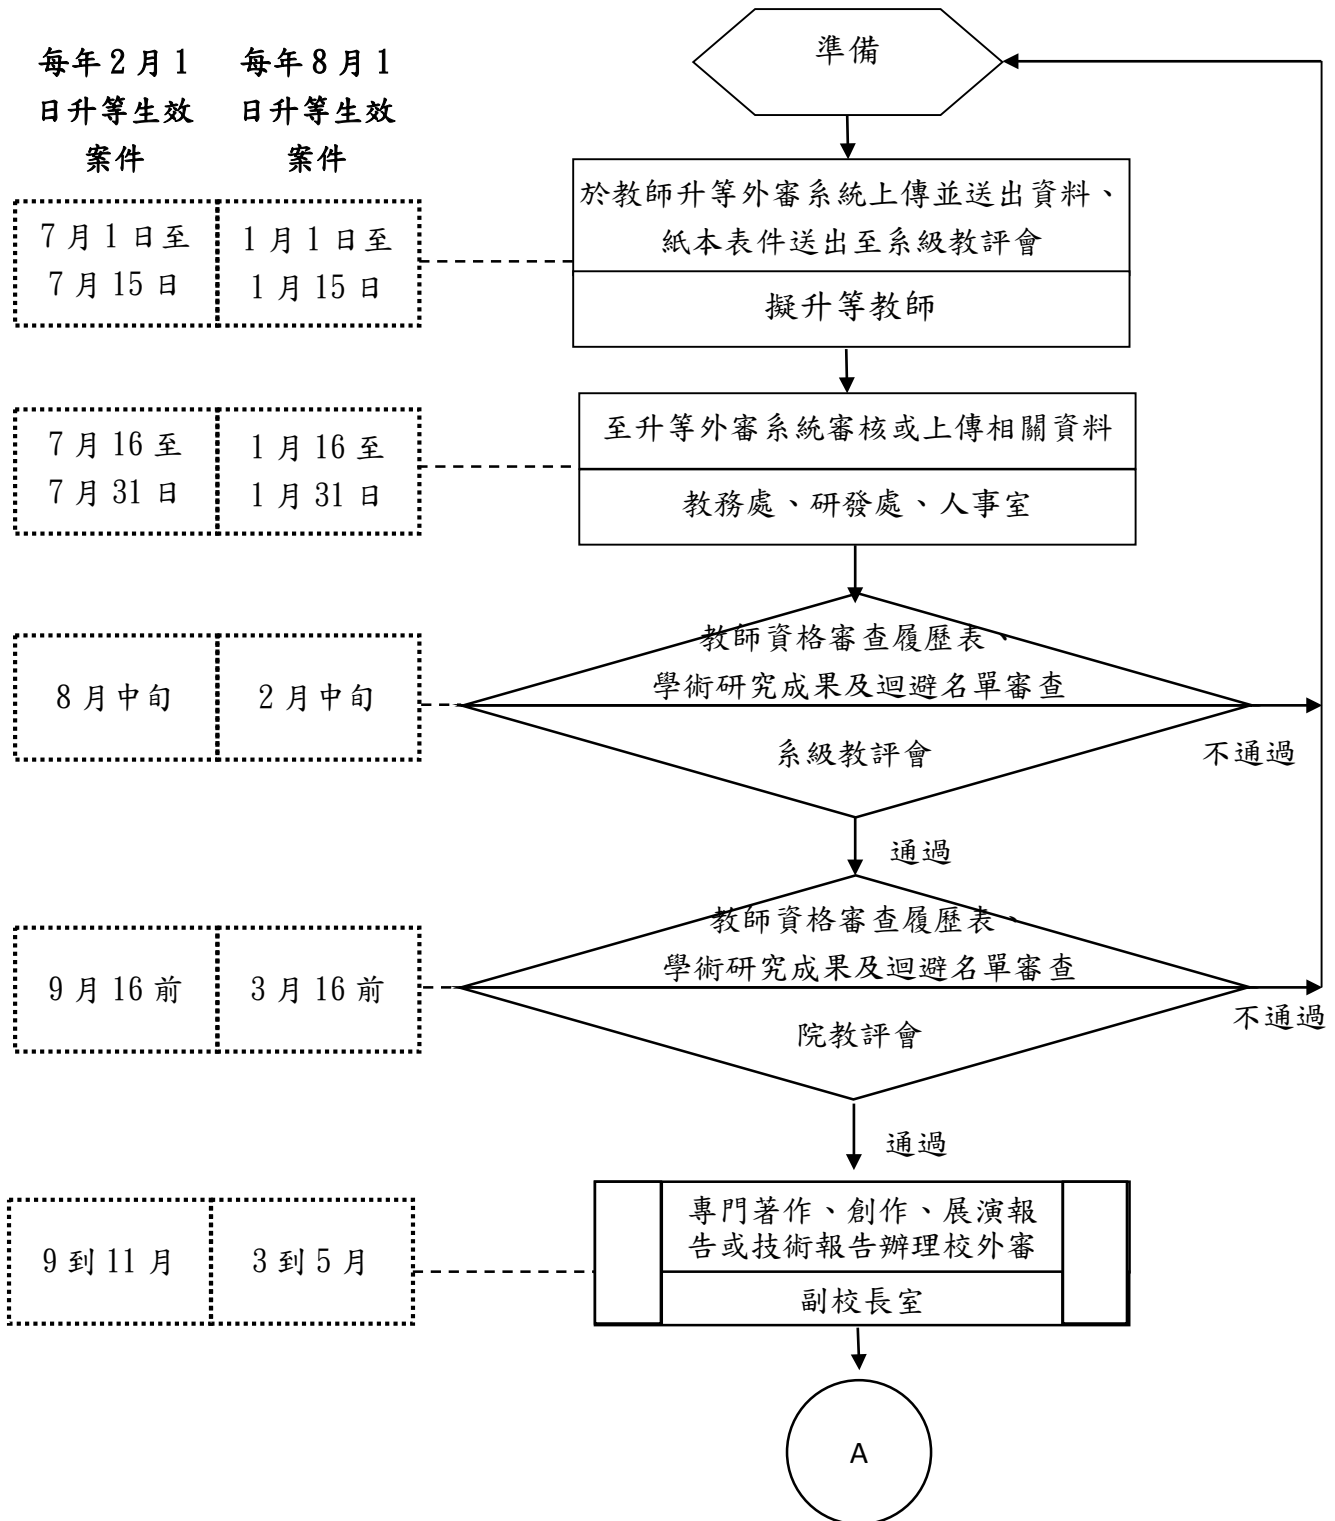 每年2月1
日升等生效
案件
每年8月1
日升等生效
案件
準備
7月1日至
7月15日
1月1日至
1月15日
於教師升等外審系統上傳並送出資料、
紙本表件送出至系級教評會
擬升等教師
7月16至
7月31日
1月16至
1月31日
至升等外審系統審核或上傳相關資料
教務處、研發處、人事室
8月中旬
2月中旬
教師資格審查履歷表、
學術研究成果及迴避名單審查
系級教評會
不通過
通過
9月16前
3月16前
教師資格審查履歷表、
學術研究成果及迴避名單審查
院教評會
不通過
通過
9到11月
3到5月
專門著作、創作、展演報
告或技術報告辦理校外審
副校長室
A